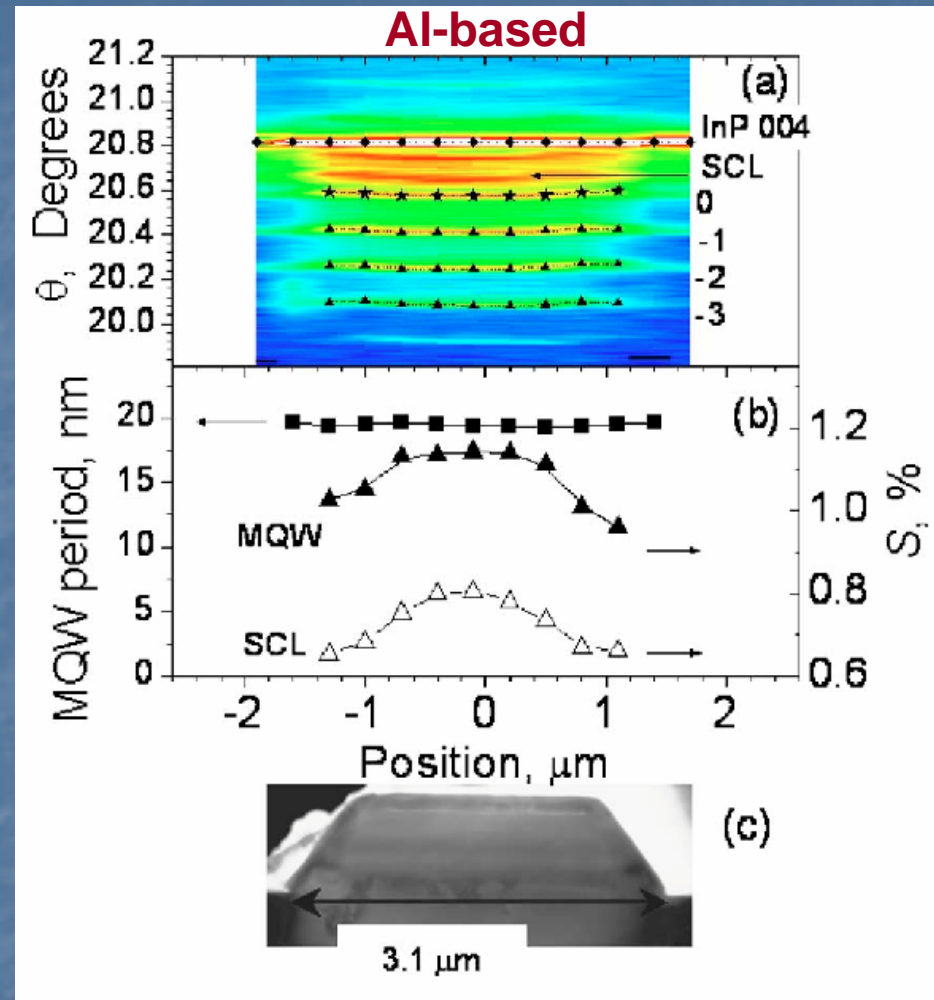 Al-based
21.2
21.0
20.8
20.6
20.4
20.2
20.0
θ, Degrees
(a)
InP 004
SCL
0
-1
-2
-3
20
15
10
5
0
MQW period, nm
(b)
MQW
SCL
1.2
1.0
0.8
0.6
S, %
-2 -1 0 1 2
Position, μm
(c)
3.1 μm